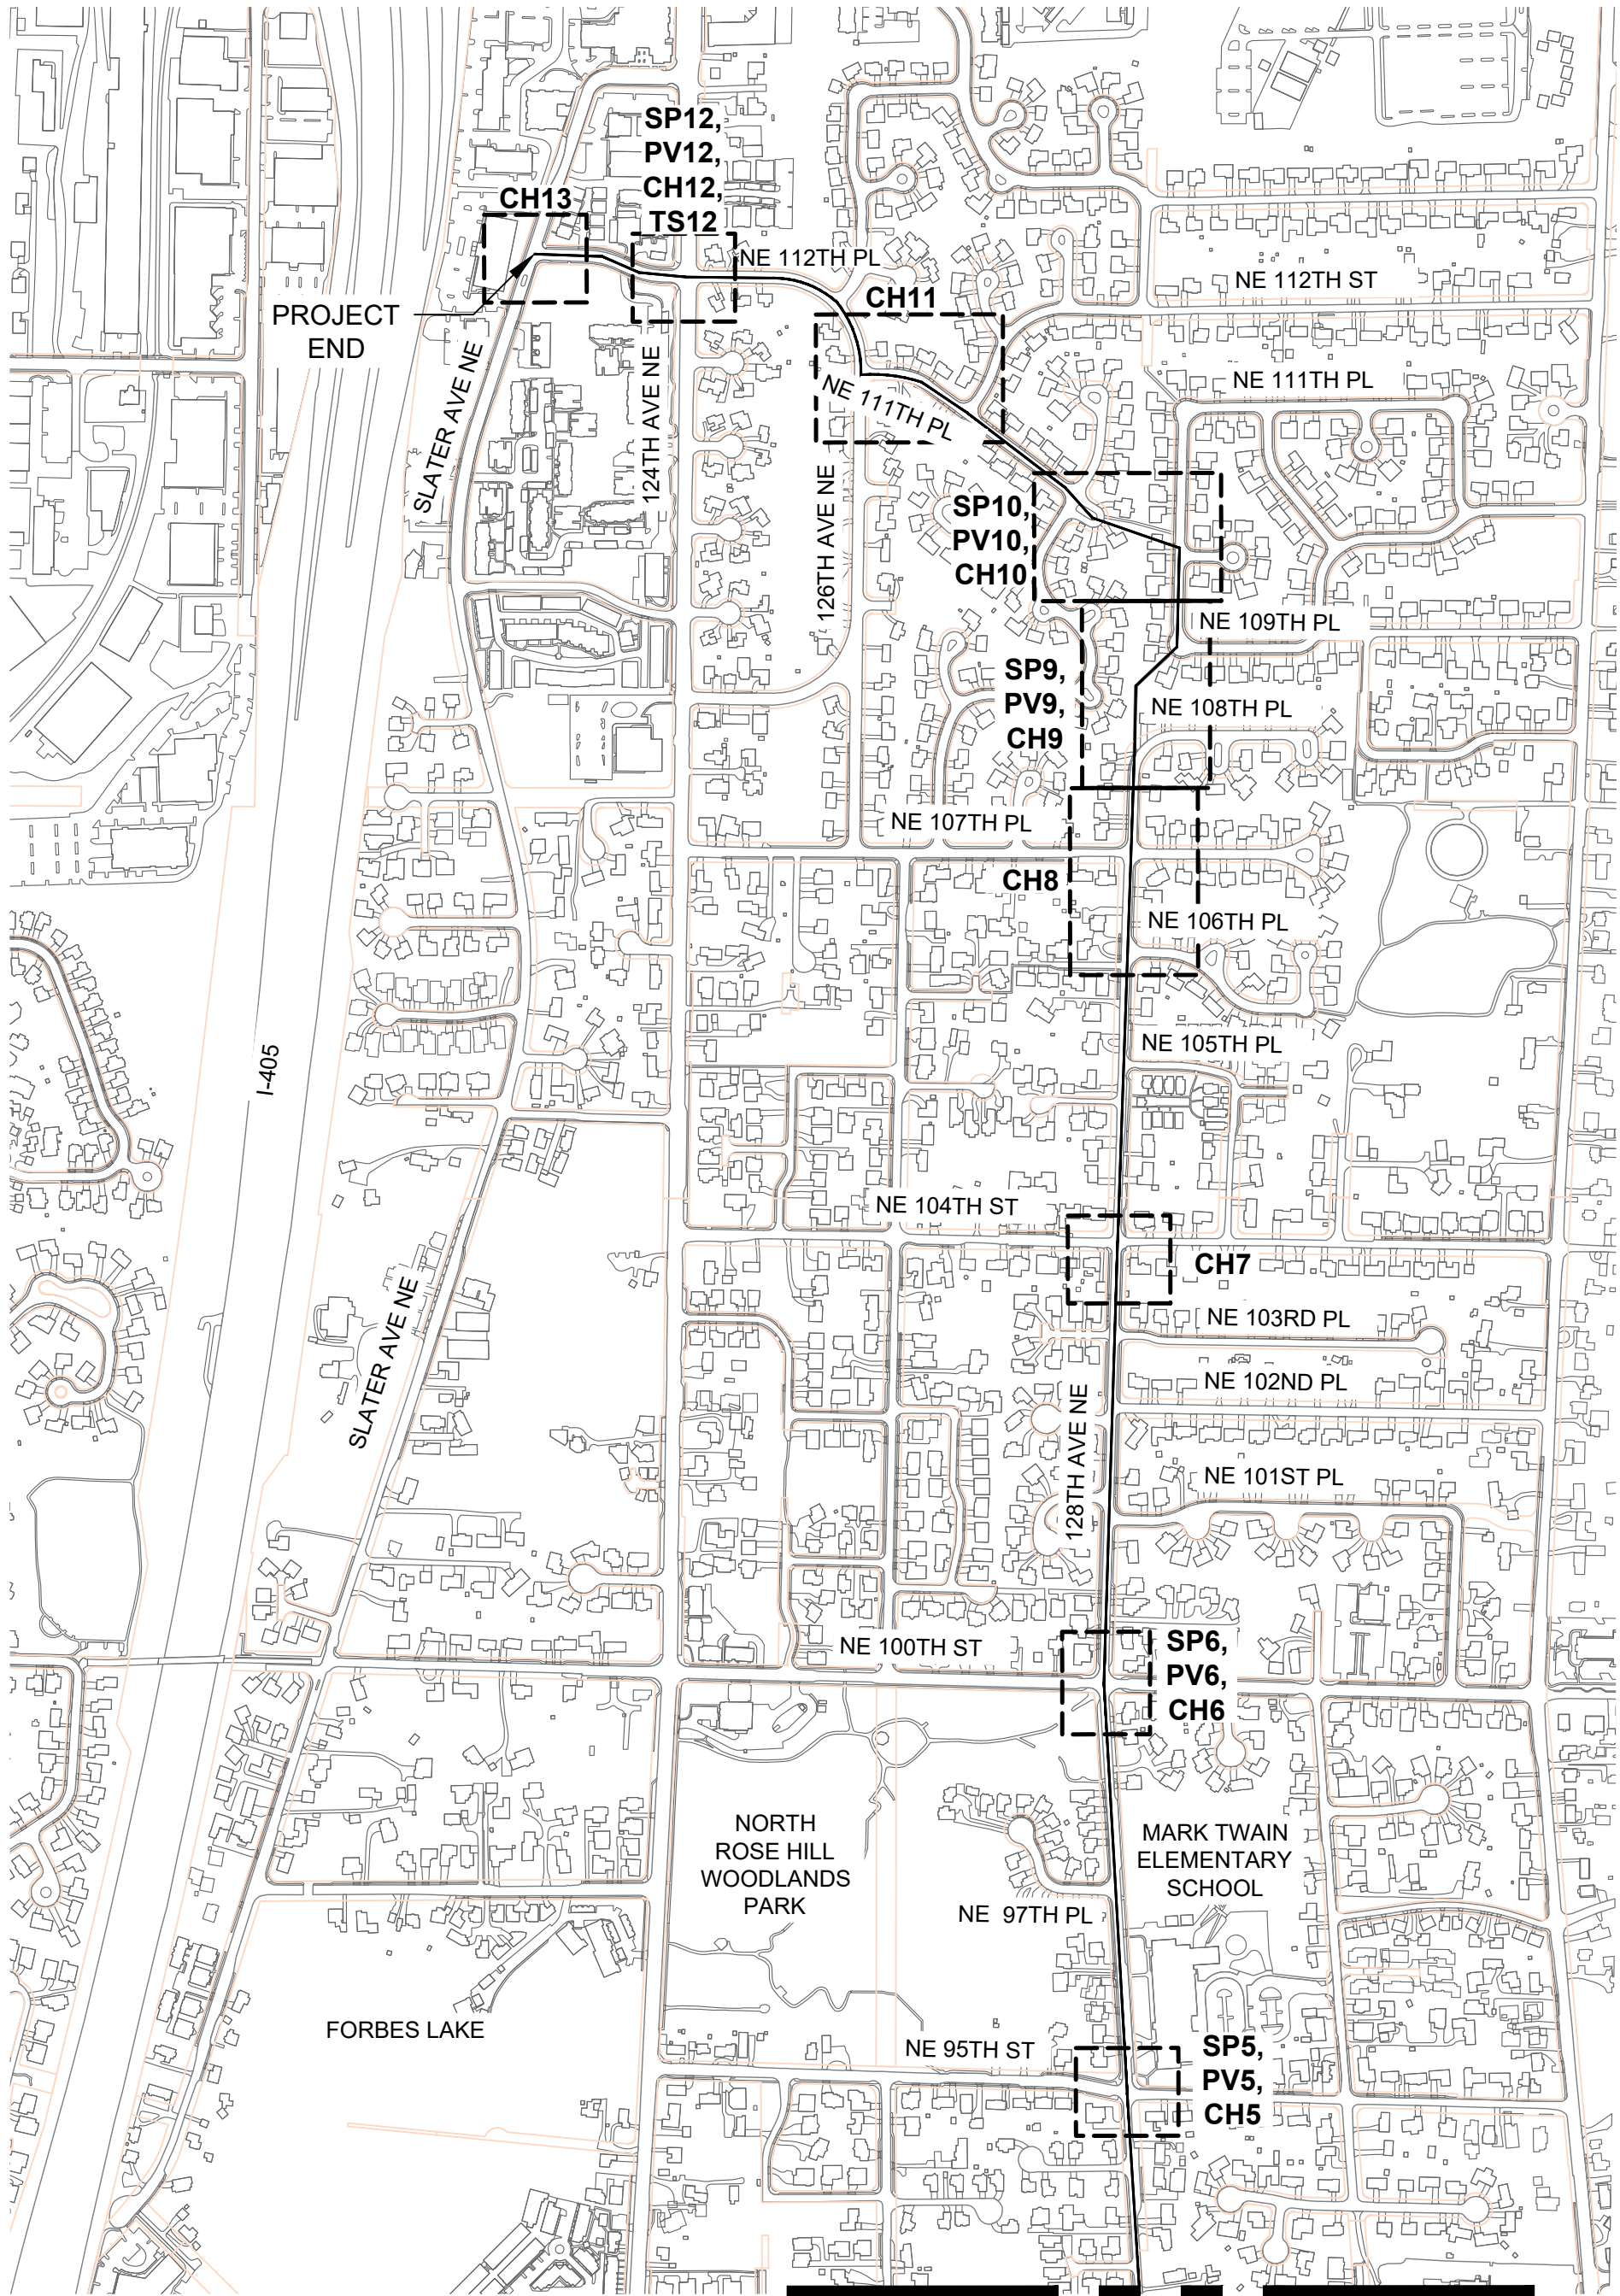 SP12,
PV12,
CH12,
TS12
CH13
NE 112TH PL
NE 112TH ST
CH11
PROJECT
END
SLATER AVE NE
124TH AVE NE
NE 111TH PL
NE 111TH PL
126TH AVE NE
SP10,
PV10,
CH10
NE 109TH PL
SP9,
PV9,
CH9
NE 108TH PL
NE 107TH PL
CH8
NE 106TH PL
NE 105TH PL
I-405
NE 104TH ST
CH7
NE 103RD PL
SLATER AVE NE
NE 102ND PL
128TH AVE NE
NE 101ST PL
NE 100TH ST
SP6,
PV6,
CH6
NORTH
ROSE HILL
WOODLANDS
PARK
MARK TWAIN
ELEMENTARY
SCHOOL
NE 97TH PL
FORBES LAKE
NE 95TH ST
SP5,
PV5,
CH5